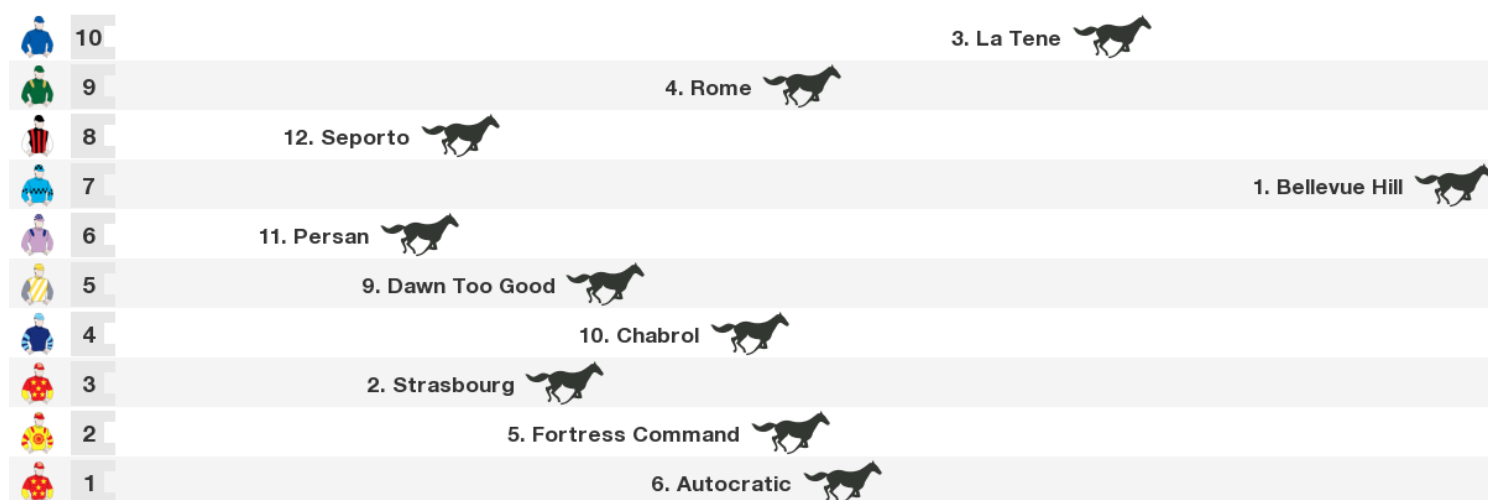 10 3. La Tene
9 4. Rome
8 12. Seporto
7 1. Bellevue Hill
6 11. Persan
5 9. Dawn Too Good
4 10. Chabrol
3 2. Strasbourg
2 5. Fortress Command
1 6. Autocratic